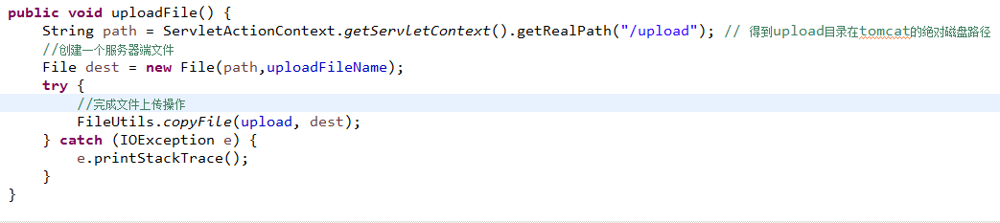 public void uploadFile() {
    String path = ServletActionContext.getServletContext().getRealPath("/upload"); // 得到upload目录在tomcat的绝对磁盘路径
    //创建一个服务器端文件
    File dest = new File(path,uploadFileName);
    try {
        //完成文件上传操作
        FileUtils.copyFile(upload, dest);
    } catch (IOException e) {
        e.printStackTrace();
    }
}